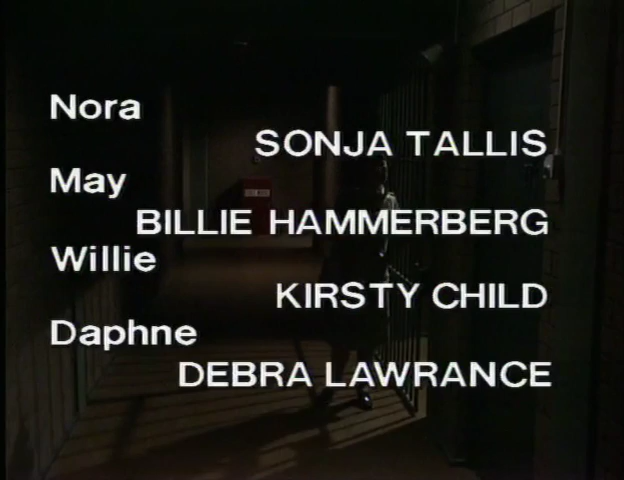 Nora
SONJA TALLIS
May
BILLIE HAMMERBERG
Willie
KIRSTY CHILD
Daphne
DEBRA LAWRANCE